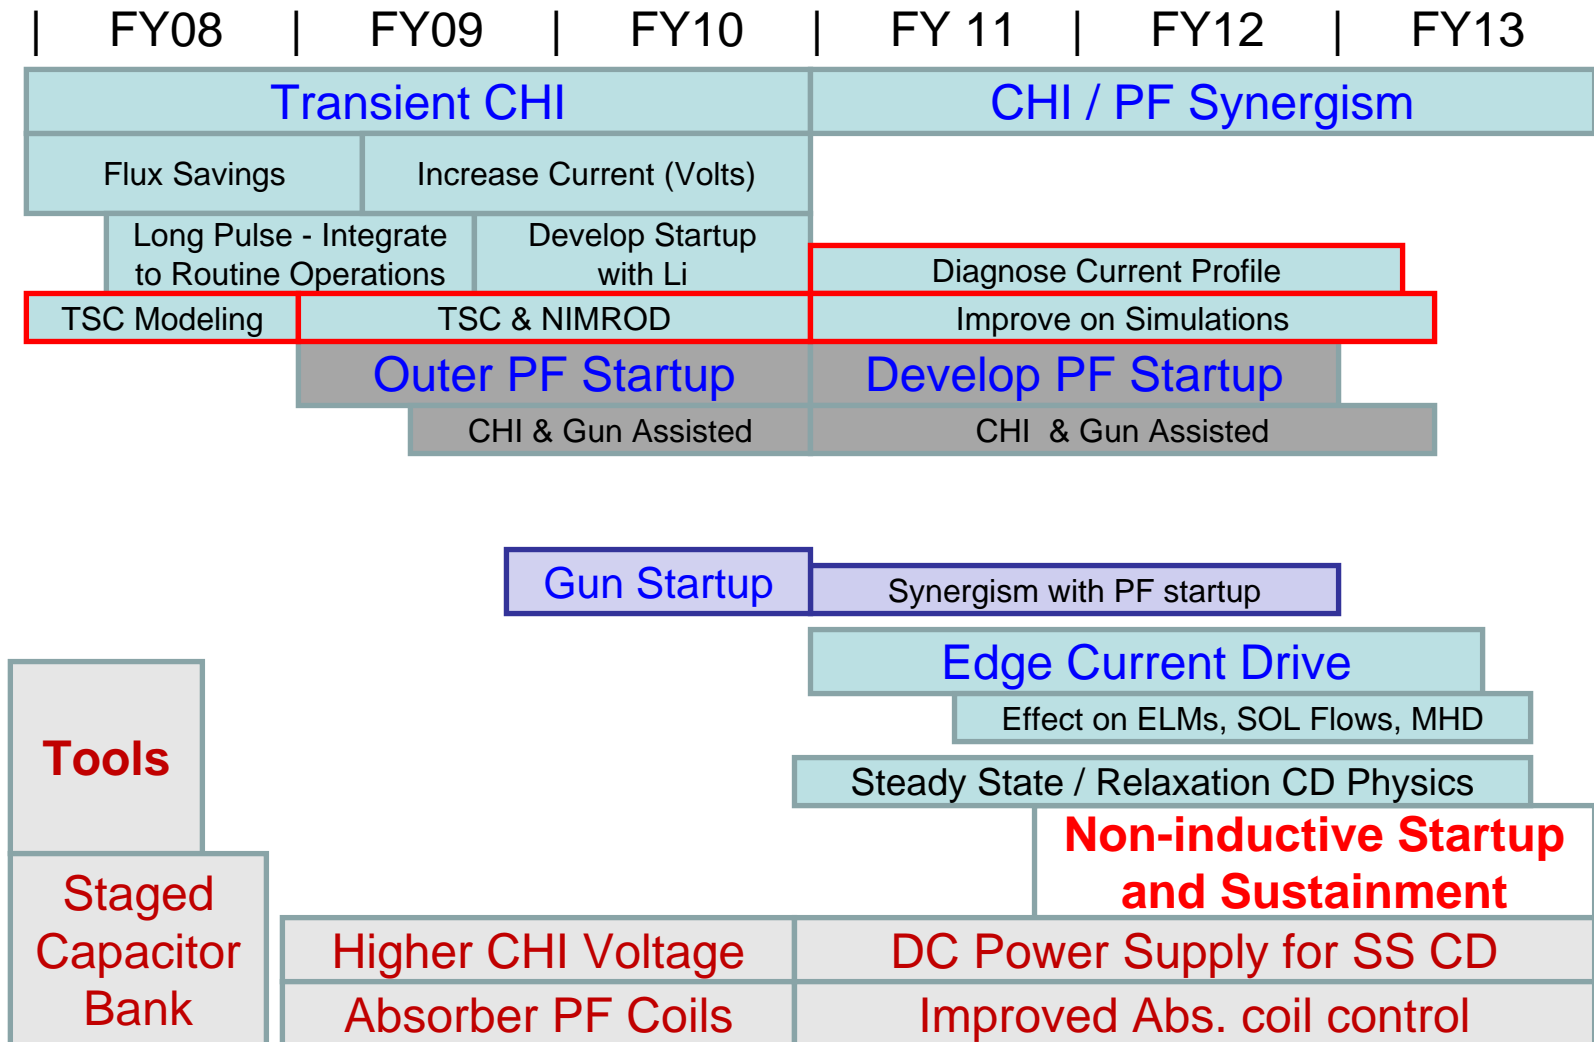 | FY08 | FY09 | FY10 | FY 11 | FY12 | FY13
Transient CHI
CHI / PF Synergism
Flux Savings
Increase Current (Volts)
Long Pulse - Integrate
to Routine Operations
Develop Startup
with Li
Diagnose Current Profile
TSC Modeling
TSC & NIMROD
Improve on Simulations
Outer PF Startup
Develop PF Startup
CHI & Gun Assisted
CHI & Gun Assisted
Gun Startup
Synergism with PF startup
Edge Current Drive
Effect on ELMs, SOL Flows, MHD
Tools
Steady State / Relaxation CD Physics
Non-inductive Startup
and Sustainment
Staged
Capacitor
Bank
Higher CHI Voltage
DC Power Supply for SS CD
Absorber PF Coils
Improved Abs. coil control